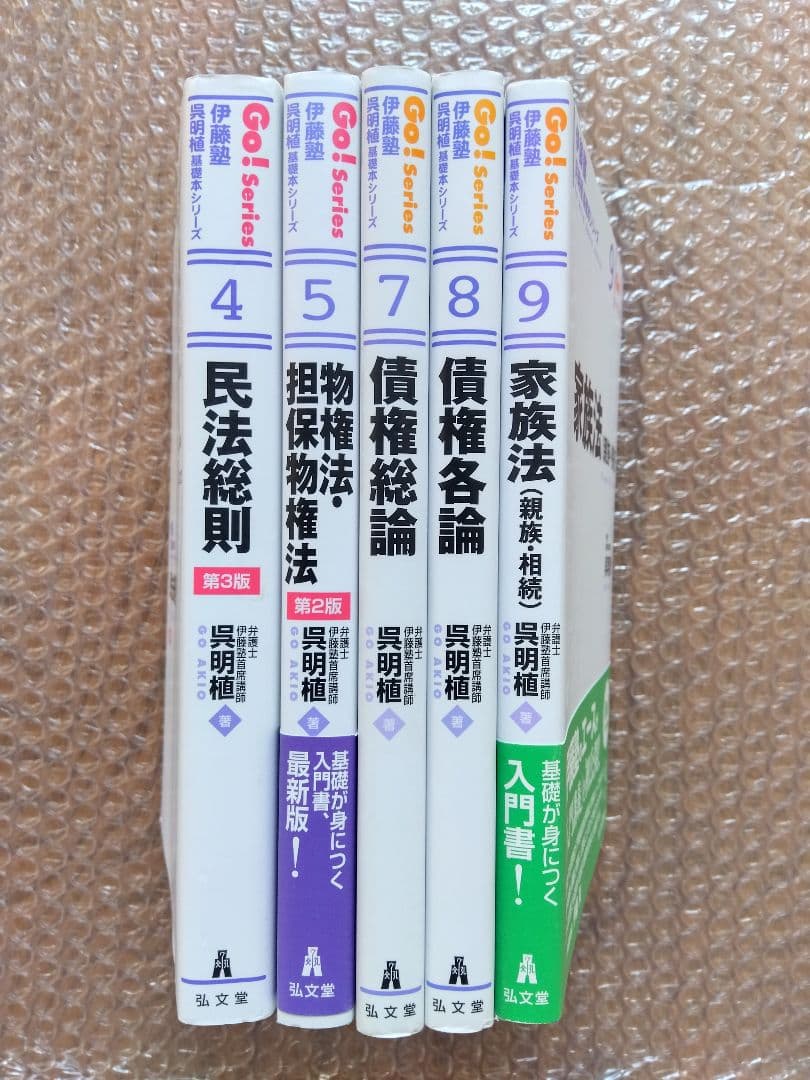 Go! Series
伊藤塾
呉明植 基礎本シリーズ
4
民法総則
第3版
弁護士
伊藤塾首席講師
呉明植
GO AKIO
著
弘文堂
Go! Series
伊藤塾
呉明植 基礎本シリーズ
5
物権法・
担保物権法
第2版
弁護士
伊藤塾首席講師
呉明植
GO AKIO
著
基礎が身につく
入門書、
最新版!
弘文堂
Go! Series
伊藤塾
呉明植 基礎本シリーズ
7
債権総論
弁護士
伊藤塾首席講師
呉明植
GO AKIO
著
弘文堂
Go! Series
伊藤塾
呉明植 基礎本シリーズ
8
債権各論
弁護士
伊藤塾首席講師
呉明植
GO AKIO
著
弘文堂
Go! Series
伊藤塾
呉明植 基礎本シリーズ
9
家族法(親族・相続)
弁護士
伊藤塾首席講師
呉明植
GO AKIO
著
基礎が身につく
入門書!
弘文堂
家族法